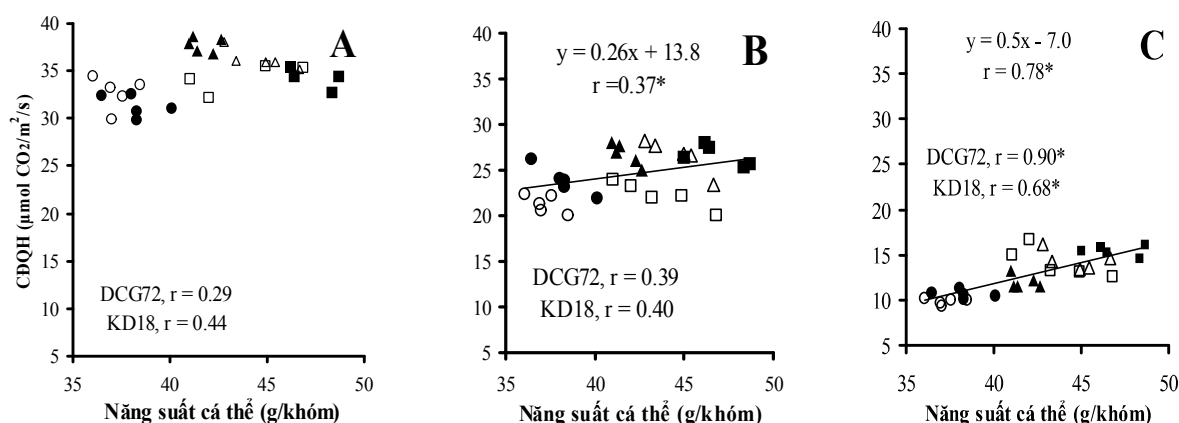 40
35
30
25
20
15
10
5
CĐQH (µmol CO2/m²/s)
A
DCG72, r = 0.29
KD18, r = 0.44
35 40 45 50
Năng suất cá thể (g/khóm)
40
35
30
25
20
15
10
5
B
y = 0.26x + 13.8
r =0.37*
DCG72, r = 0.39
KD18, r = 0.40
35 40 45 50
Năng suất cá thể (g/khóm)
40
35
30
25
20
15
10
5
C
y = 0.5x - 7.0
r = 0.78*
DCG72, r = 0.90*
KD18, r = 0.68*
35 40 45 50
Năng suất cá thể (g/khóm)